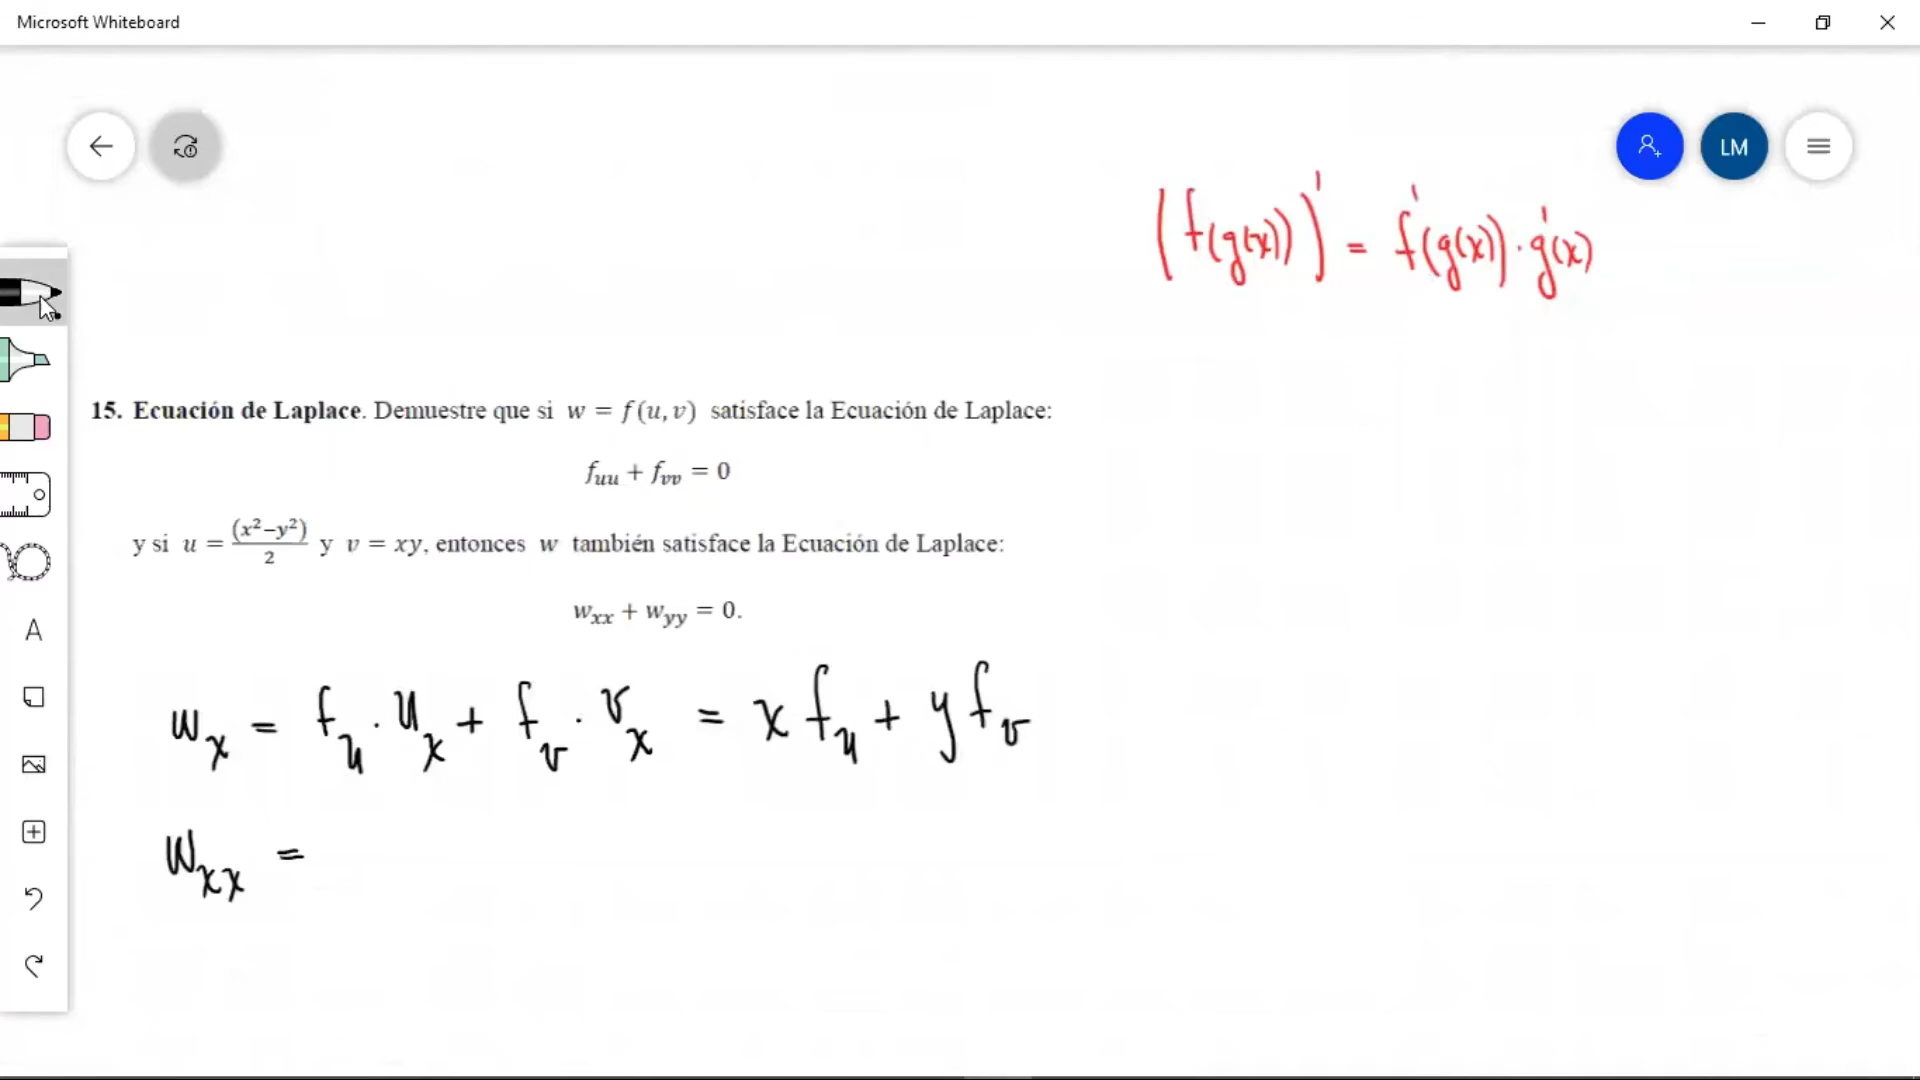 Microsoft Whiteboard
LM
(f(g(x)))' = f'(g(x)) · g'(x)
15. Ecuación de Laplace. Demuestre que si w = f(u, v) satisface la Ecuación de Laplace:
f_uu + f_vv = 0
y si u = (x²−y²)/2 y v = xy, entonces w también satisface la Ecuación de Laplace:
w_xx + w_yy = 0.
w_x = f_u · u_x + f_v · v_x = x f_u + y f_v
w_xx =
A